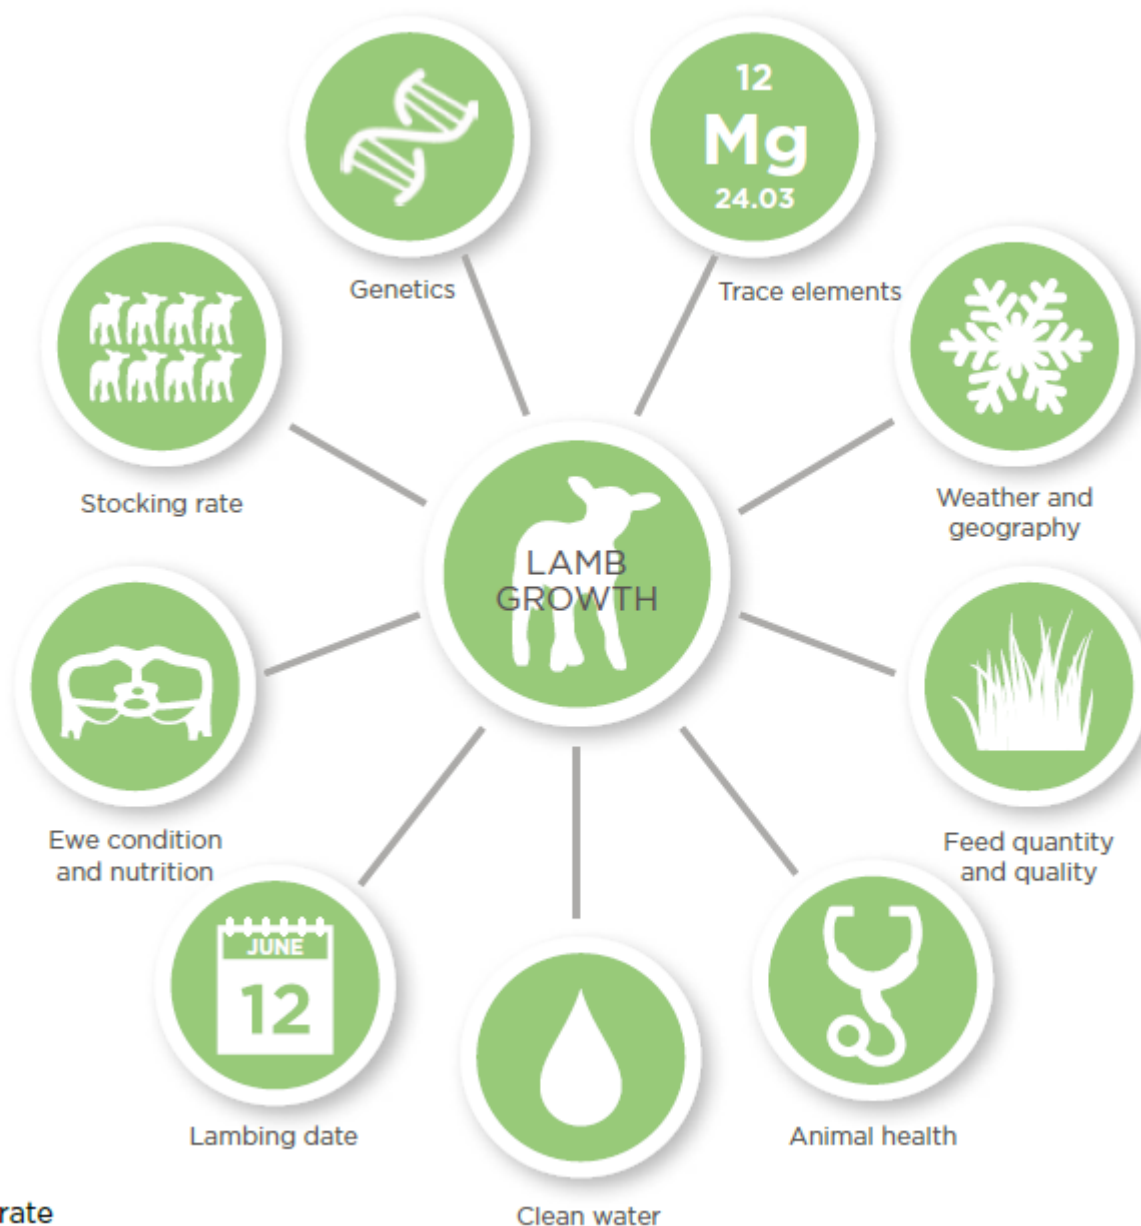 12
Mg
24.03
Genetics
Trace elements
Stocking rate
Weather and
geography
LAMB
GROWTH
Ewe condition
and nutrition
Feed quantity
and quality
JUNE
12
Lambing date
Animal health
rate
Clean water